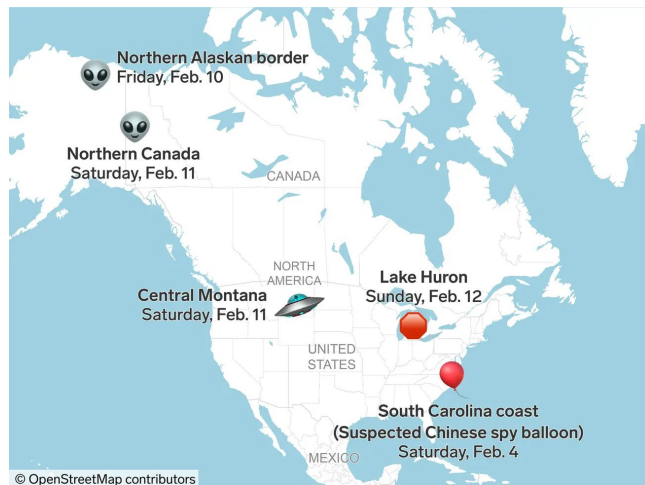 Northern Alaskan border
Friday, Feb. 10
Northern Canada
Saturday, Feb. 11
CANADA
NORTH
AMERICA
Central Montana
Saturday, Feb. 11
Lake Huron
Sunday, Feb. 12
UNITED
STATES
South Carolina coast
(Suspected Chinese spy balloon)
Saturday, Feb. 4
MEXICO
© OpenStreetMap contributors